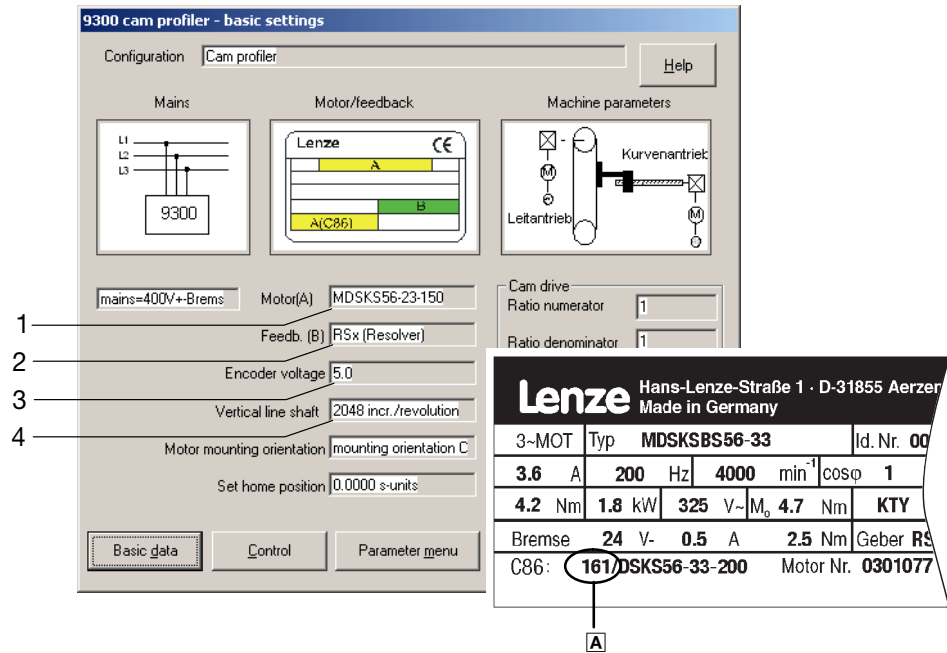 9300 cam profiler - basic settings
Configuration Cam profiler
Help
Mains Motor/feedback Machine parameters
L1
L2
L3
9300
Lenze CE
A
B
A(C86)
Kurvenantrieb
M
Leitantrieb
M
mains=400V+-Brems
1 Motor(A) MDSKS56-23-150
2 Feedb. (B) RSx (Resolver)
3 Encoder voltage 5.0
4 Vertical line shaft 2048 incr./revolution
Motor mounting orientation mounting orientation C
Set home position 0.0000 s-units
Cam drive
Ratio numerator 1
Ratio denominator 1
Basic data Control Parameter menu
Lenze Hans-Lenze-Straße 1 · D-31855 Aerzen
Made in Germany
3~MOT Typ MDSKSBS56-33 Id. Nr. 00
3.6 A 200 Hz 4000 min-1 cosφ 1
4.2 Nm 1.8 kW 325 V~ Mo 4.7 Nm KTY
Bremse 24 V- 0.5 A 2.5 Nm Geber RS
C86: 161/DSKS56-33-200 Motor Nr. 0301077
A